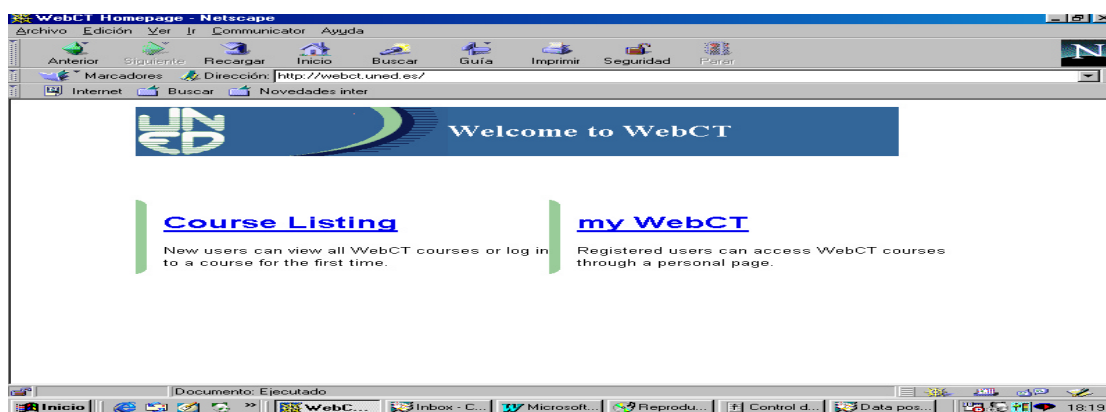 WebCT Homepage - Netscape
Archivo Edición Ver Ir Communicator Ayuda
Anterior Siguiente Recargar Inicio Buscar Guía Imprimir Seguridad Parar
N
Marcadores Dirección: http://webct.uned.es/
Internet Buscar Novedades inter
UNED Welcome to WebCT
Course Listing my WebCT
New users can view all WebCT courses or log in Registered users can access WebCT courses
to a course for the first time. through a personal page.
Documento: Ejecutado
Inicio » WebC... Inbox - C... Microsoft... Reprodu... Control d... Data pos... 18:19